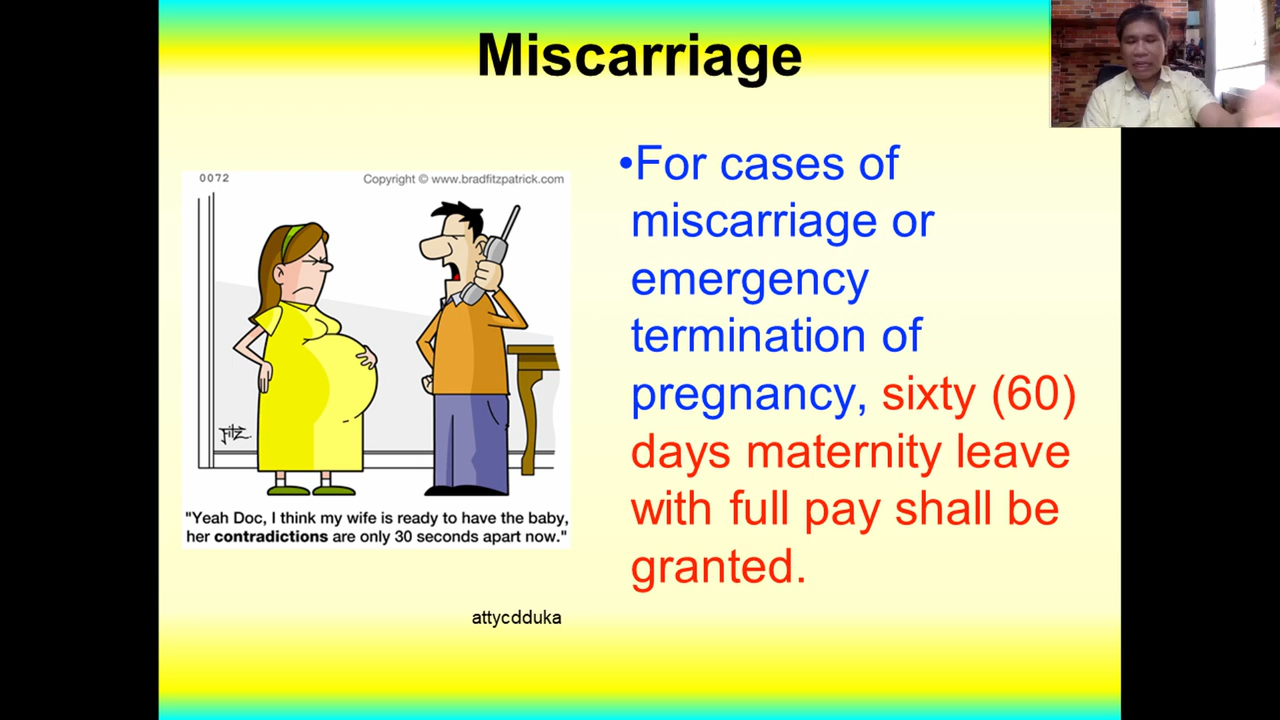 Miscarriage
0072
Copyright © www.bradfitzpatrick.com
FITZ.
"Yeah Doc, I think my wife is ready to have the baby,
her contradictions are only 30 seconds apart now."
attycdduka
•For cases of
miscarriage or
emergency
termination of
pregnancy, sixty (60)
days maternity leave
with full pay shall be
granted.